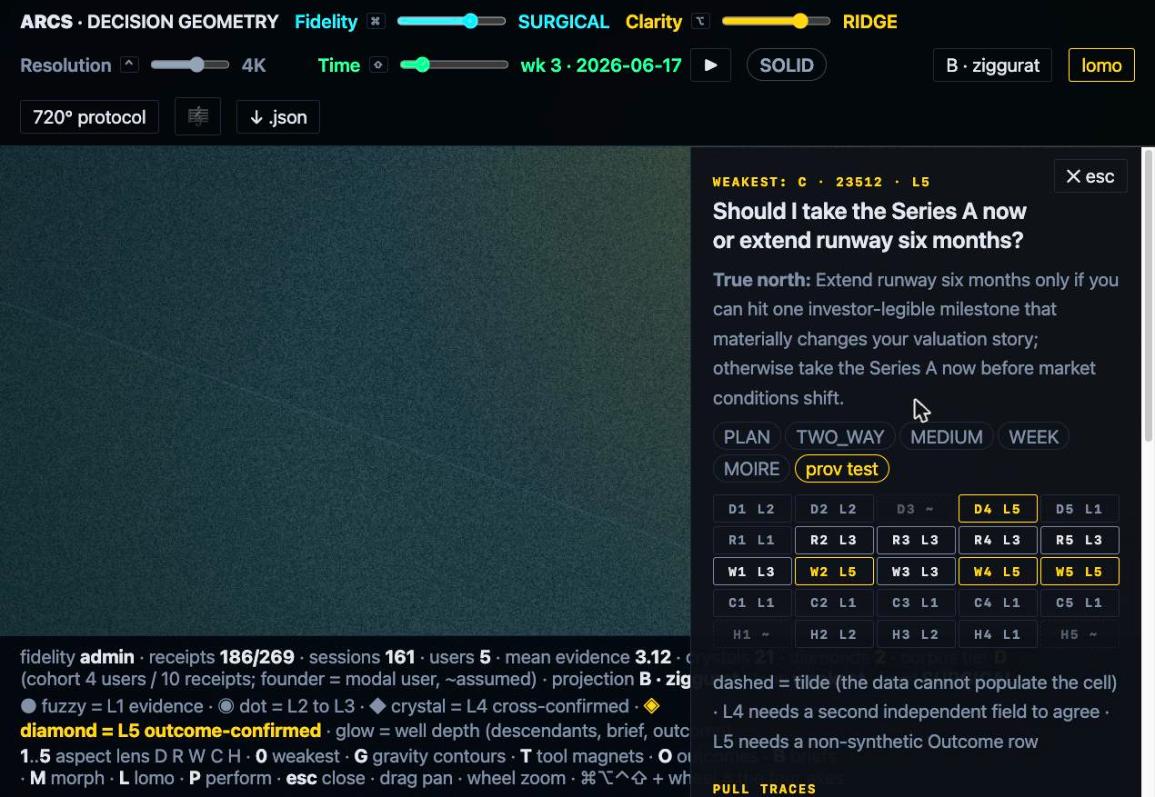 ARCS · DECISION GEOMETRY Fidelity ⌘ SURGICAL Clarity ⌥ RIDGE
Resolution ^ 4K Time ⇧ wk 3 · 2026-06-17 ▶ SOLID B · ziggurat lomo
720° protocol 🎼 ↓ .json
WEAKEST: C · 23512 · L5
✕ esc
Should I take the Series A now
or extend runway six months?
True north: Extend runway six months only if you
can hit one investor-legible milestone that
materially changes your valuation story;
otherwise take the Series A now before market
conditions shift.
PLAN TWO_WAY MEDIUM WEEK
MOIRE prov test
D1 L2 D2 L2 D3 ~ D4 L5 D5 L1
R1 L1 R2 L3 R3 L3 R4 L3 R5 L3
W1 L3 W2 L5 W3 L3 W4 L5 W5 L5
C1 L1 C2 L1 C3 L1 C4 L1 C5 L1
H1 ~ H2 L2 H3 L2 H4 L1 H5 ~
dashed = tilde (the data cannot populate the cell)
· L4 needs a second independent field to agree ·
L5 needs a non-synthetic Outcome row
PULL TRACES
fidelity admin · receipts 186/269 · sessions 161 · users 5 · mean evidence 3.12 · crystals 21 · diamonds 2 · corpus tier D
(cohort 4 users / 10 receipts; founder = modal user, ~assumed) · projection B · zig
● fuzzy = L1 evidence · ◉ dot = L2 to L3 · ◆ crystal = L4 cross-confirmed · ◈
diamond = L5 outcome-confirmed · glow = well depth (descendants, brief, outc
1..5 aspect lens D R W C H · 0 weakest · G gravity contours · T tool magnets · O
· M morph · L lomo · P perform · esc close · drag pan · wheel zoom · ⌘⌥^⇧ + wh